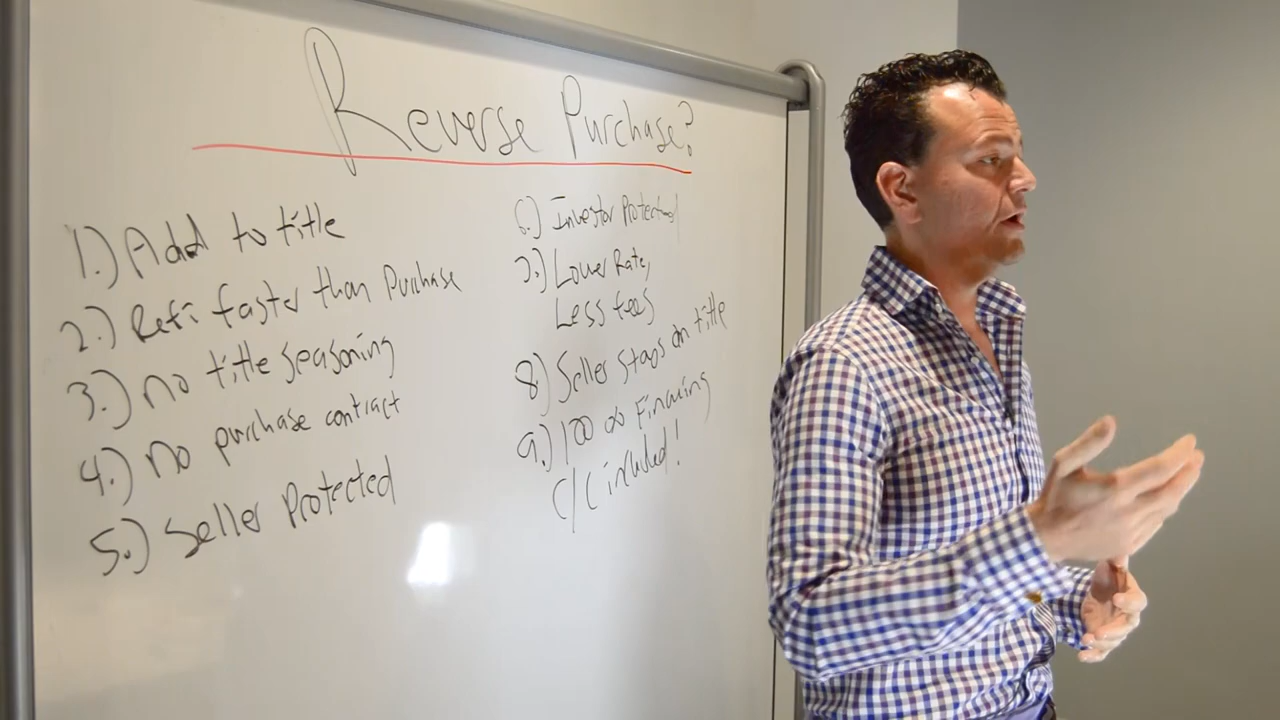 Reverse Purchase?
1.) Add to title
2.) Refi faster than Purchase
3.) No title seasoning
4.) No purchase contract
5.) Seller Protected
6.) Investor Protected
7.) Lower Rate,
Less fees
8) Seller stays on title
9.) 100% Financing
C/C included!